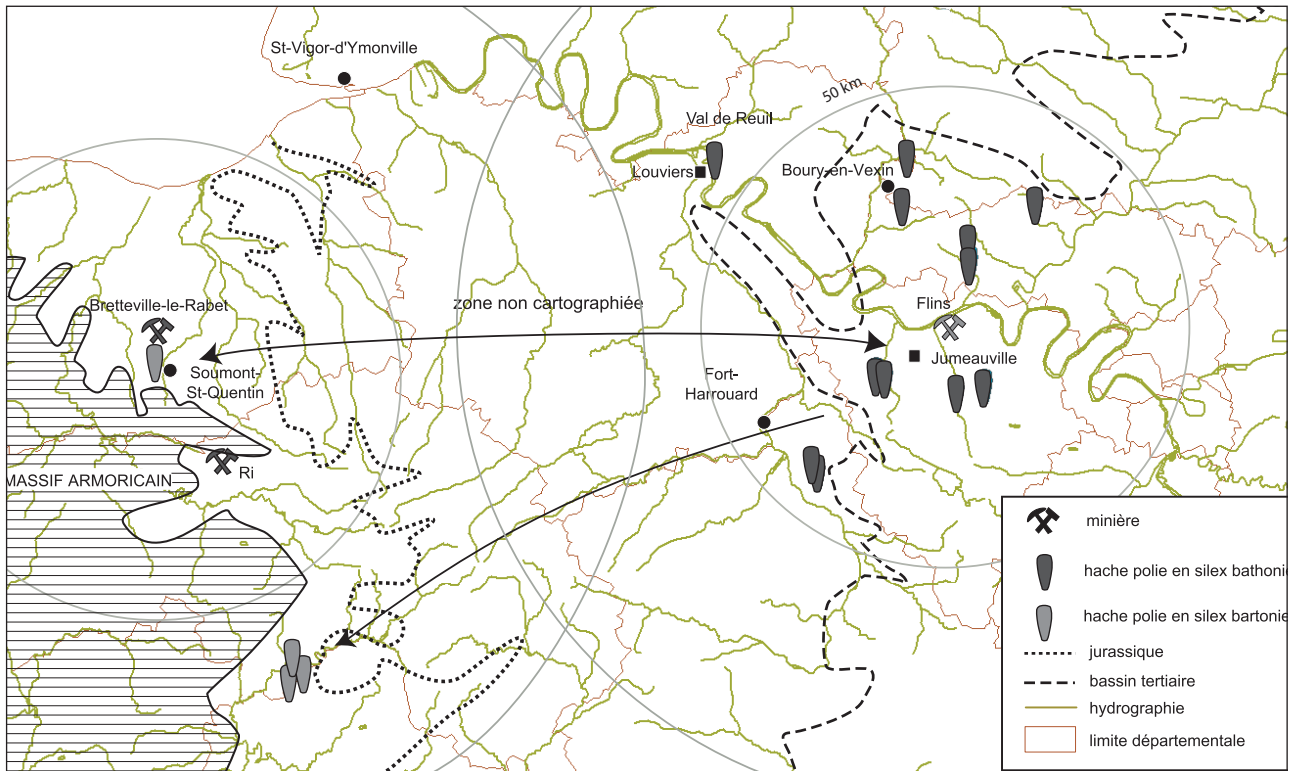 St-Vigor-d'Ymonville
50 km
Val de Reuil
Louviers
Boury-en-Vexin
Bretteville-le-Rabet
zone non cartographiée
Flins
Soumont-
St-Quentin
Jumeauville
Fort-
Harrouard
MASSIF ARMORICAIN
Ri
minière
hache polie en silex bathonie
hache polie en silex bartonie
jurassique
bassin tertiaire
hydrographie
limite départementale